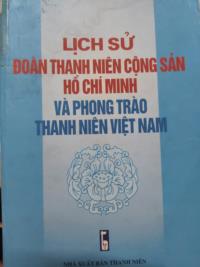 LỊCH SỬ
ĐOÀN THANH NIÊN CỘNG SẢN
HỒ CHÍ MINH
VÀ PHONG TRÀO
THANH NIÊN VIỆT NAM
NHÀ XUẤT BẢN THANH NIÊN